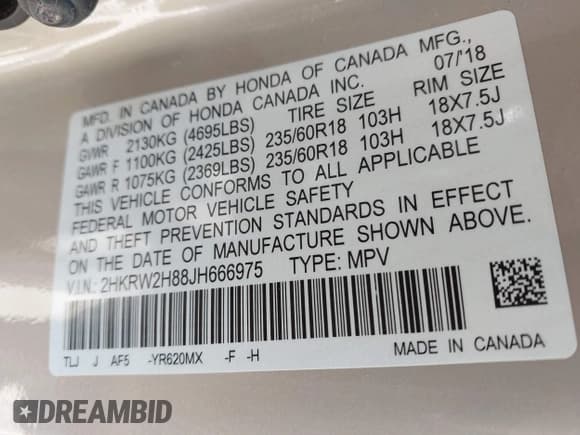 MFD. IN CANADA BY HONDA OF CANADA MFG.,
A DIVISION OF HONDA CANADA INC. 07/'18
GVWR 2130KG (4695LBS) TIRE SIZE RIM SIZE
GAWR F 1100KG (2425LBS) 235/60R18 103H 18X7.5J
GAWR R 1075KG (2369LBS) 235/60R18 103H 18X7.5J
THIS VEHICLE CONFORMS TO ALL APPLICABLE
FEDERAL MOTOR VEHICLE SAFETY
AND THEFT PREVENTION STANDARDS IN EFFECT
ON THE DATE OF MANUFACTURE SHOWN ABOVE.
V.I.N.: 2HKRW2H88JH666975 TYPE: MPV
TLJ J AF5 -YR620MX -F -H
MADE IN CANADA
DREAMBID